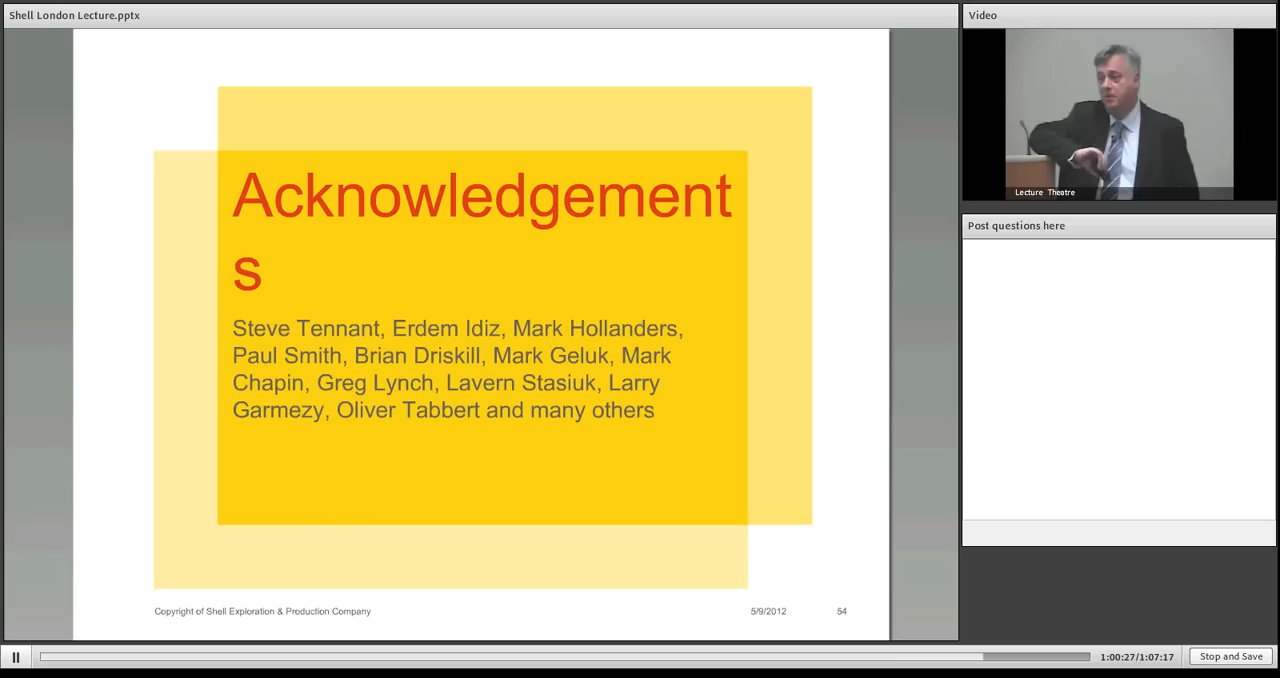 Shell London Lecture.pptx
Acknowledgement
s
Steve Tennant, Erdem Idiz, Mark Hollanders,
Paul Smith, Brian Driskill, Mark Geluk, Mark
Chapin, Greg Lynch, Lavern Stasiuk, Larry
Garmezy, Oliver Tabbert and many others
Copyright of Shell Exploration & Production Company
5/9/2012
54
Video
Lecture Theatre
Post questions here
1:00:27/1:07:17
Stop and Save